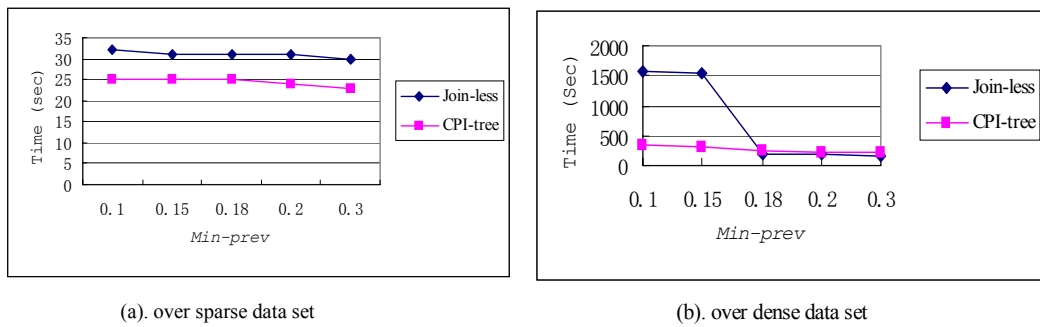 35
30
25
20
15
10
5
0
Time (sec)
0.1 0.15 0.18 0.2 0.3
Min-prev
Join-less
CPI-tree
(a). over sparse data set
2000
1500
1000
500
0
Time (Sec)
0.1 0.15 0.18 0.2 0.3
Min-prev
Join-less
CPI-tree
(b). over dense data set